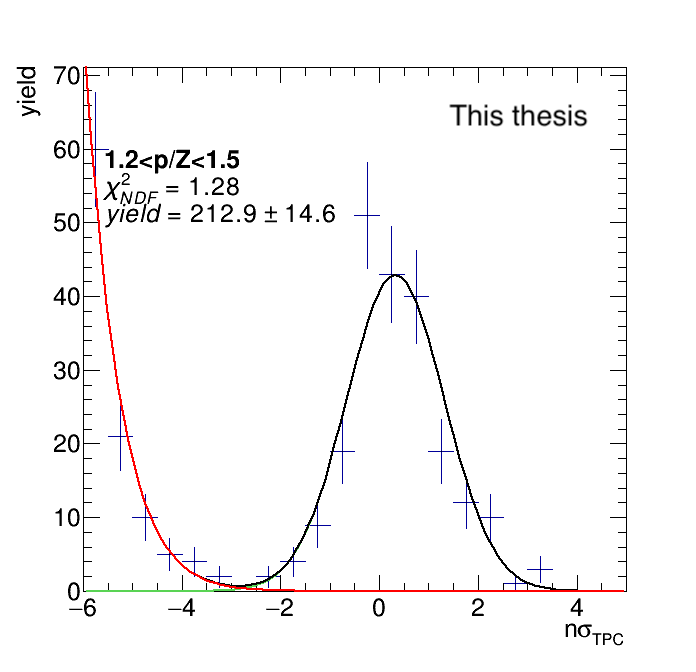 yield
70
60
50
40
30
20
10
0
This thesis
1.2<p/Z<1.5
χ²NDF = 1.28
yield = 212.9 ± 14.6
−6 −4 −2 0 2 4
nσTPC